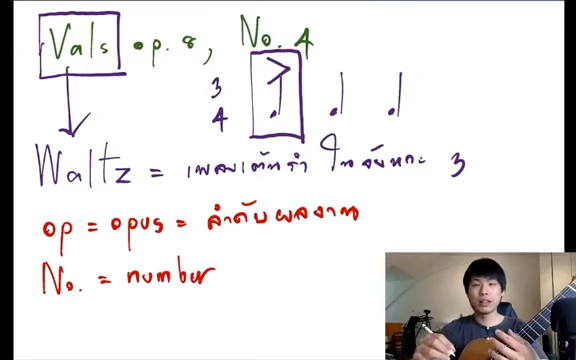 Vals op. 8, No. 4
3
4
>
Waltz = เพลงเต้นรำ ในจังหวะ 3
op = opus = ลำดับผลงาน
No. = number